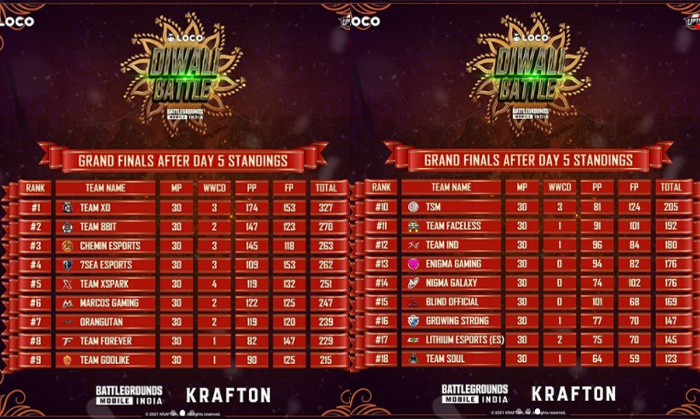 LOCO
LOCO
DIWALI
BATTLE
BATTLEGROUNDS
MOBILE INDIA
GRAND FINALS AFTER DAY 5 STANDINGS
RANK TEAM NAME MP WWCD PP FP TOTAL
#1 TEAM XO 30 3 174 153 327
#2 TEAM 8BIT 30 2 147 123 270
#3 CHEMIN ESPORTS 30 3 145 118 263
#4 7SEA ESPORTS 30 3 109 153 262
#5 TEAM XSPARK 30 4 119 132 251
#6 MARCOS GAMING 30 2 122 125 247
#7 ORANGUTAN 30 2 119 120 239
#8 TEAM FOREVER 30 1 82 147 229
#9 TEAM GODLIKE 30 1 90 125 215
BATTLEGROUNDS
MOBILE INDIA
KRAFTON
LOCO
LOCO
DIWALI
BATTLE
BATTLEGROUNDS
MOBILE INDIA
GRAND FINALS AFTER DAY 5 STANDINGS
RANK TEAM NAME MP WWCD PP FP TOTAL
#10 TSM 30 3 81 124 205
#11 TEAM FACELESS 30 1 91 101 192
#12 TEAM IND 30 1 96 84 180
#13 ENIGMA GAMING 30 0 94 82 176
#14 NIGMA GALAXY 30 0 74 102 176
#15 BLIND OFFICIAL 30 0 101 68 169
#16 GROWING STRONG 30 1 77 70 147
#17 LITHIUM ESPORTS (ES) 30 2 75 70 145
#18 TEAM SOUL 30 1 64 59 123
BATTLEGROUNDS
MOBILE INDIA
KRAFTON